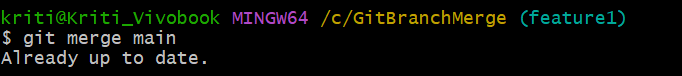 kriti@Kriti_Vivobook MINGW64 /c/GitBranchMerge (feature1)
$ git merge main
Already up to date.